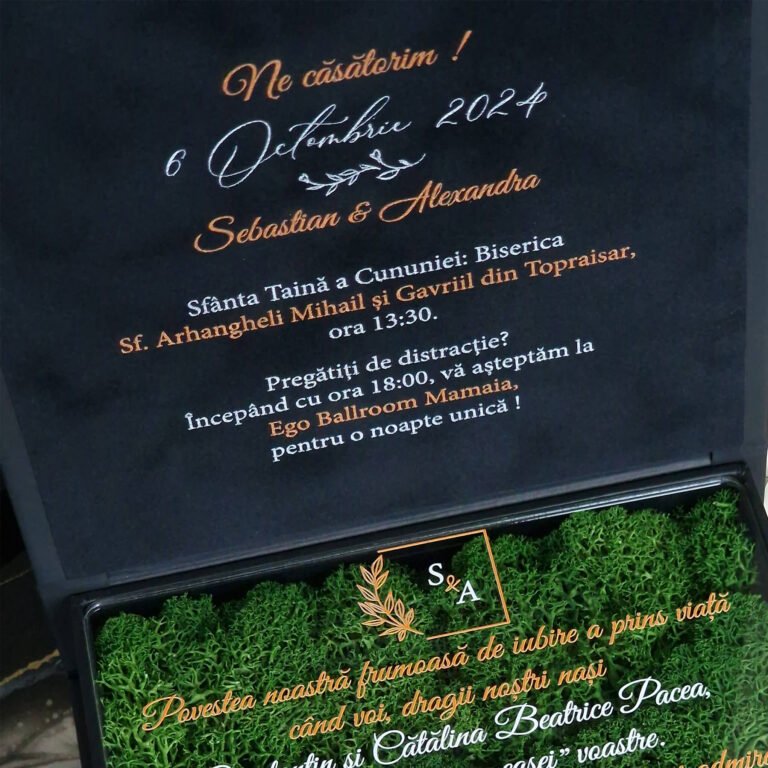 Ne căsătorim !
6 Octombrie 2024
Sebastian & Alexandra
Sfânta Taină a Cununiei: Biserica
Sf. Arhangheli Mihail și Gavriil din Topraisar,
ora 13:30.
Pregătiți de distracție?
Începând cu ora 18:00, vă așteptăm la
Ego Ballroom Mamaia,
pentru o noapte unică !
S&A
Povestea noastră frumoasă de iubire a prins viață
când voi, dragii noștri nași
și Cătălina Beatrice Pacea,
casei” voastre.